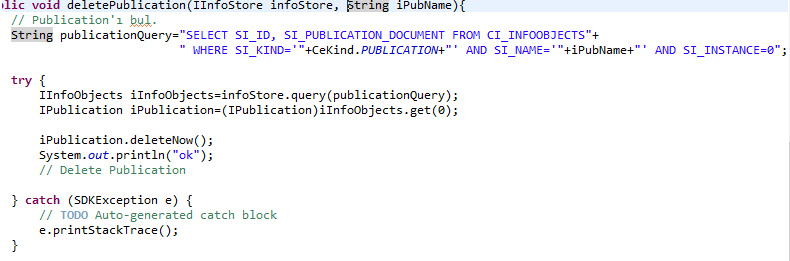 lic void deletePublication(IInfoStore infoStore, String iPubName){
// Publication'ı bul.
String publicationQuery="SELECT SI_ID, SI_PUBLICATION_DOCUMENT FROM CI_INFOOBJECTS"+
" WHERE SI_KIND='"+CeKind.PUBLICATION+"' AND SI_NAME='"+iPubName+"' AND SI_INSTANCE=0";
try {
IInfoObjects iInfoObjects=infoStore.query(publicationQuery);
IPublication iPublication=(IPublication)iInfoObjects.get(0);
iPublication.deleteNow();
System.out.println("ok");
// Delete Publication
} catch (SDKException e) {
// TODO Auto-generated catch block
e.printStackTrace();
}